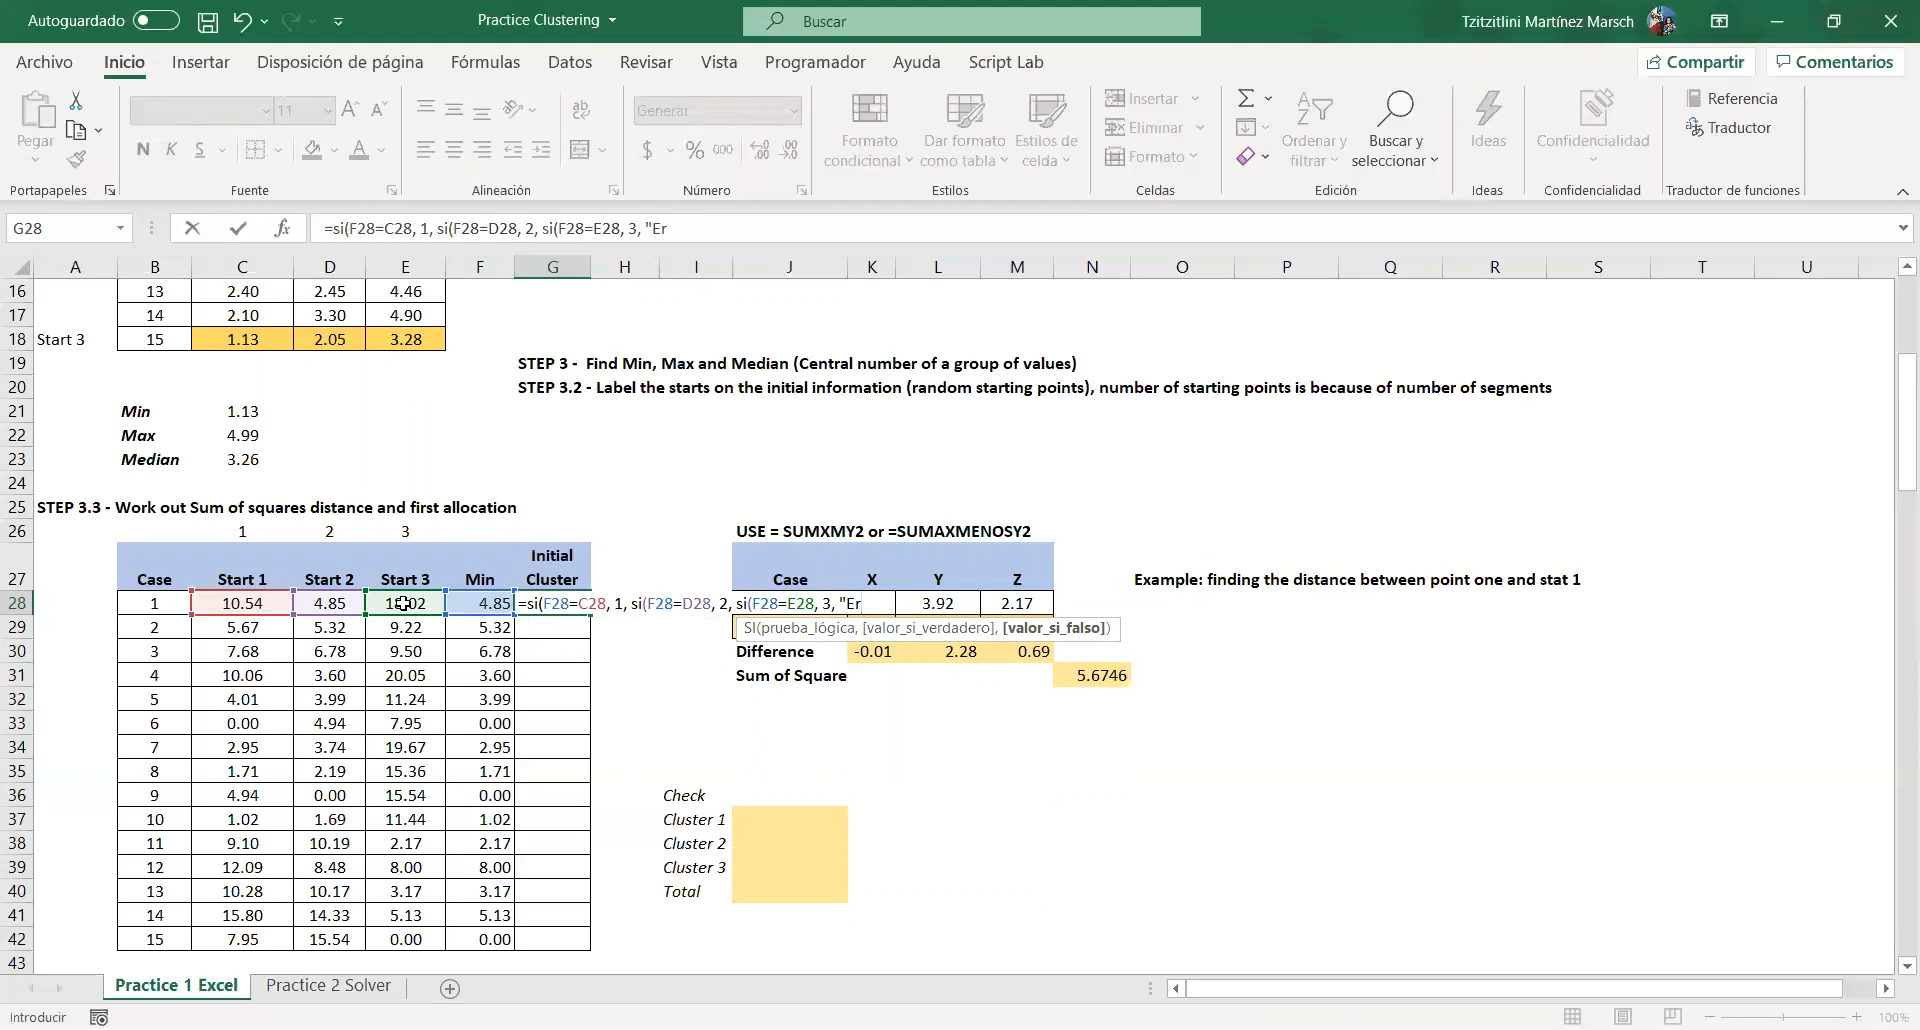 Autoguardado
Practice Clustering
Buscar
Tzitzitlini Martínez Marsch
Archivo Inicio Insertar Disposición de página Fórmulas Datos Revisar Vista Programador Ayuda Script Lab Compartir Comentarios
Pegar
N K S
11
General
$ % 000
Formato condicional
Dar formato como tabla
Estilos de celda
Insertar
Eliminar
Formato
Ordenar y filtrar
Buscar y seleccionar
Ideas
Confidencialidad
Referencia
Traductor
Portapapeles Fuente Alineación Número Estilos Celdas Edición Ideas Confidencialidad Traductor de funciones
G28 fx =si(F28=C28, 1, si(F28=D28, 2, si(F28=E28, 3, "Er
A B C D E F G H I J K L M N O P Q R S T U
16 13 2.40 2.45 4.46
17 14 2.10 3.30 4.90
18 Start 3 15 1.13 2.05 3.28
19 STEP 3 - Find Min, Max and Median (Central number of a group of values)
20 STEP 3.2 - Label the starts on the initial information (random starting points), number of starting points is because of number of segments
21 Min 1.13
22 Max 4.99
23 Median 3.26
24
25 STEP 3.3 - Work out Sum of squares distance and first allocation
26 1 2 3 USE = SUMXMY2 or =SUMAXMENOSY2
27 Case Start 1 Start 2 Start 3 Min Initial Cluster Case X Y Z Example: finding the distance between point one and stat 1
28 1 10.54 4.85 4.85 =si(F28=C28, 1, si(F28=D28, 2, si(F28=E28, 3, "Er 3.92 2.17
29 2 5.67 5.32 9.22 5.32 SI(prueba_lógica, [valor_si_verdadero], [valor_si_falso])
30 3 7.68 6.78 9.50 6.78 Difference -0.01 2.28 0.69
31 4 10.06 3.60 20.05 3.60 Sum of Square 5.6746
32 5 4.01 3.99 11.24 3.99
33 6 0.00 4.94 7.95 0.00
34 7 2.95 3.74 19.67 2.95
35 8 1.71 2.19 15.36 1.71
36 9 4.94 0.00 15.54 0.00 Check
37 10 1.02 1.69 11.44 1.02 Cluster 1
38 11 9.10 10.19 2.17 2.17 Cluster 2
39 12 12.09 8.48 8.00 8.00 Cluster 3
40 13 10.28 10.17 3.17 3.17 Total
41 14 15.80 14.33 5.13 5.13
42 15 7.95 15.54 0.00 0.00
43
Practice 1 Excel Practice 2 Solver
Introducir 100%